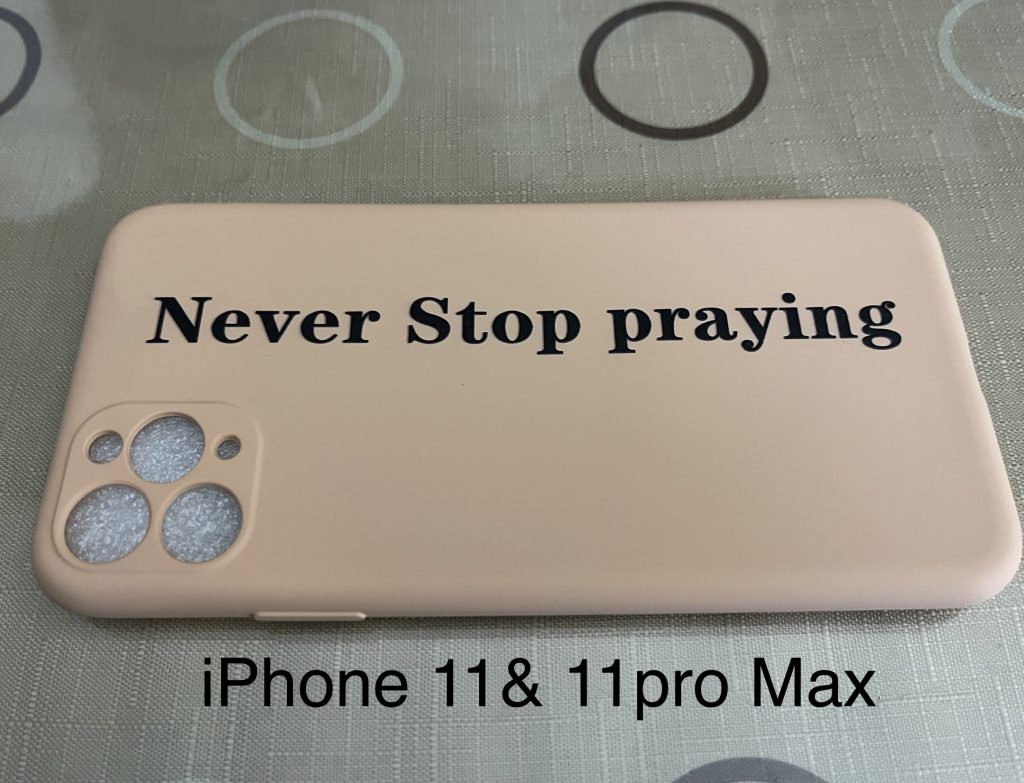 Never Stop praying
iPhone 11& 11pro Max